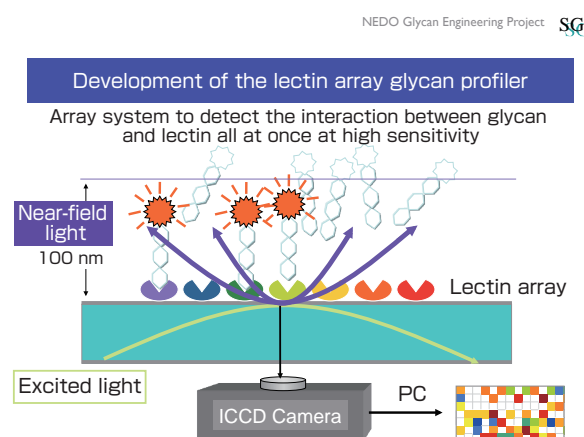 NEDO Glycan Engineering Project
SG
Development of the lectin array glycan profiler
Array system to detect the interaction between glycan
and lectin all at once at high sensitivity
Near-field
light
100 nm
Lectin array
Excited light
ICCD Camera
PC